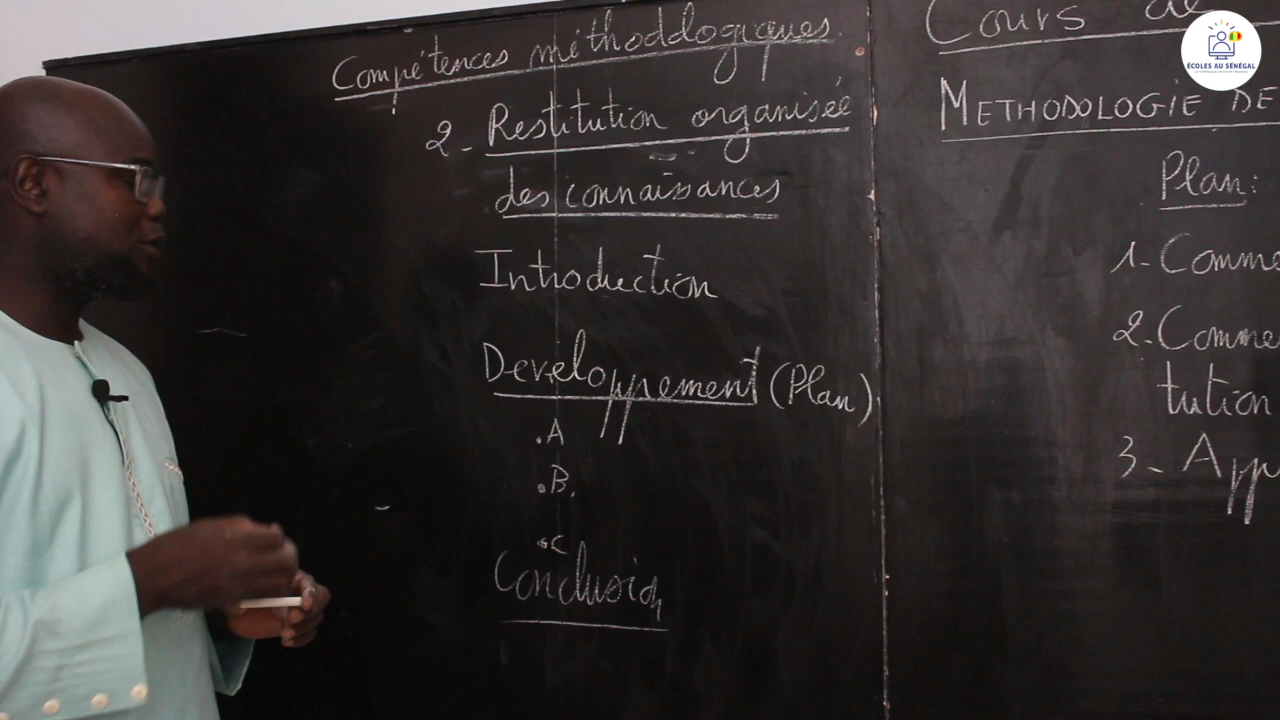 Compétences méthodologiques.
2- Restitution organisée
des connaissances
Introduction
Developpement (Plan)
.A
.B.
.C
Conclusion
Cours de
METHODOLOGIE DE
Plan:
1- Comme
2. Comme
tution
3- App
ÉCOLES AU SÉNÉGAL